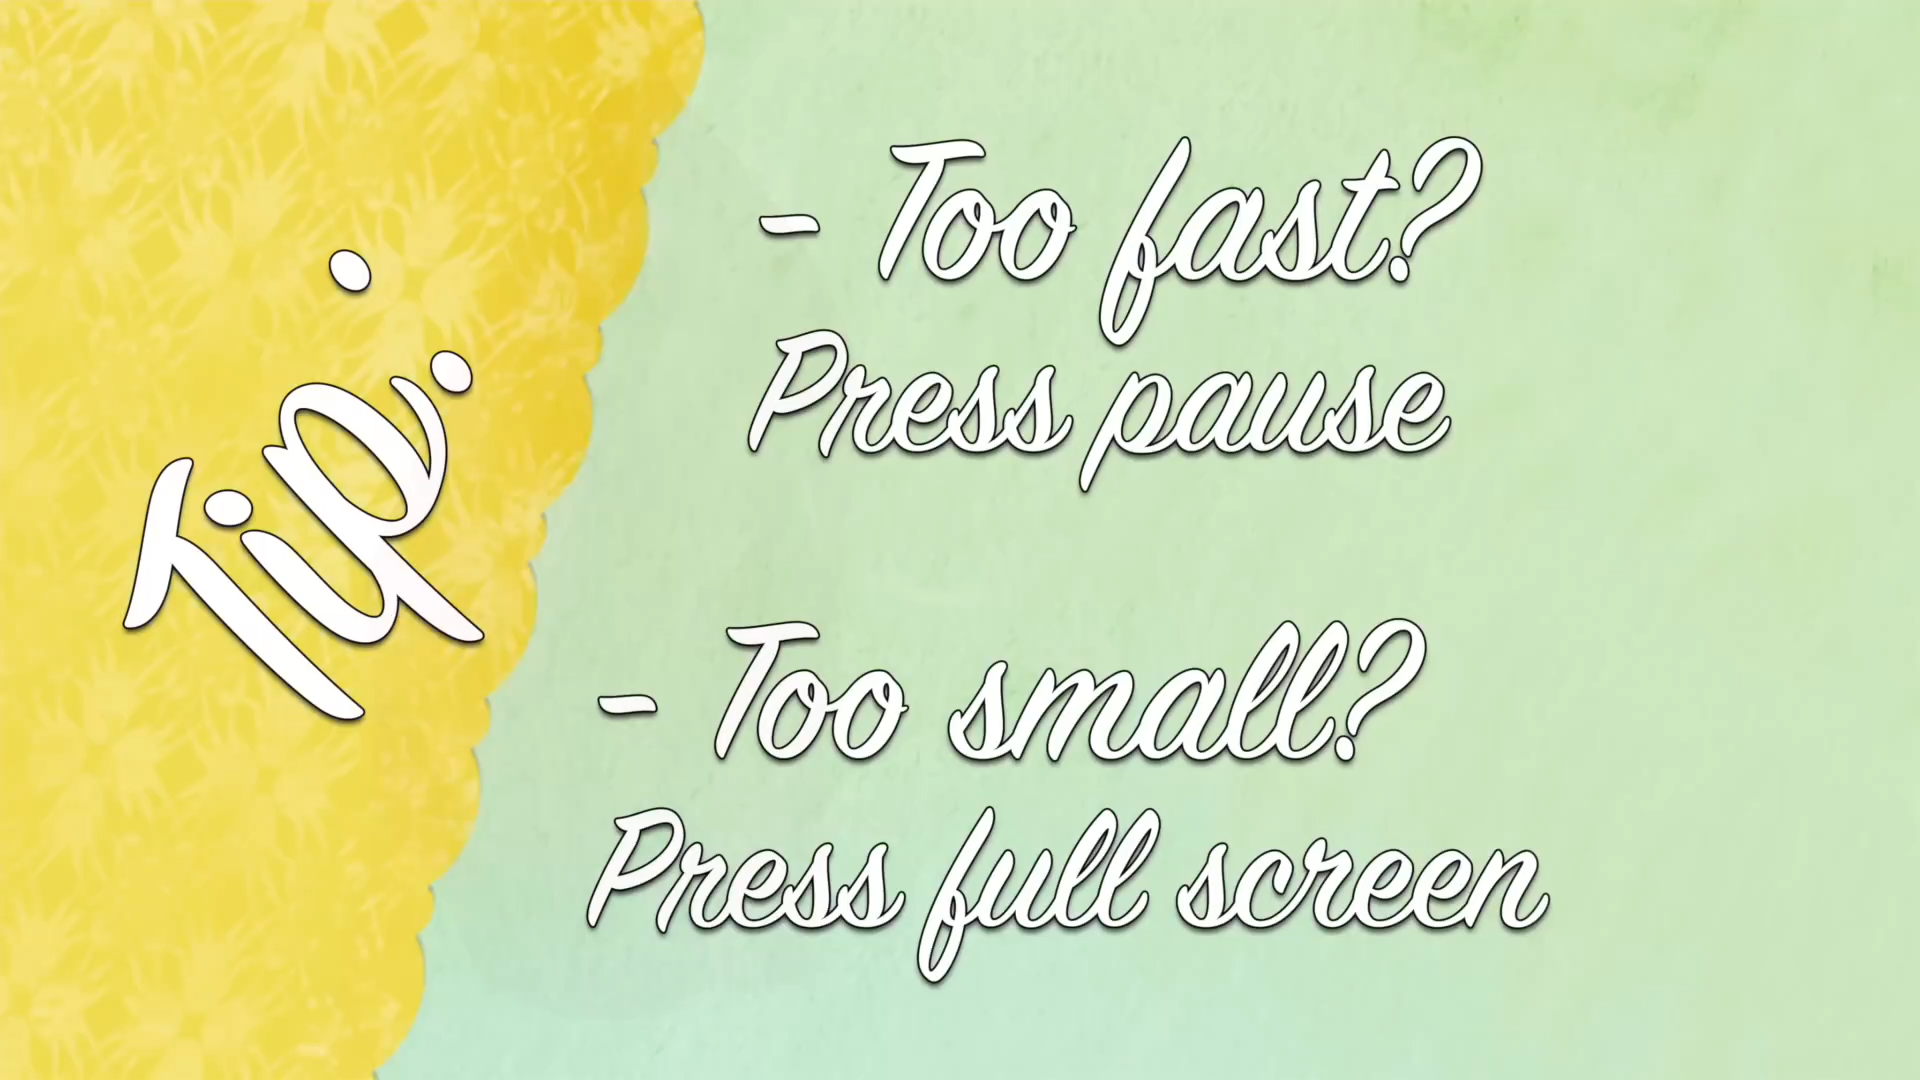 Tip:
- Too fast?
Press pause
- Too small?
Press full screen